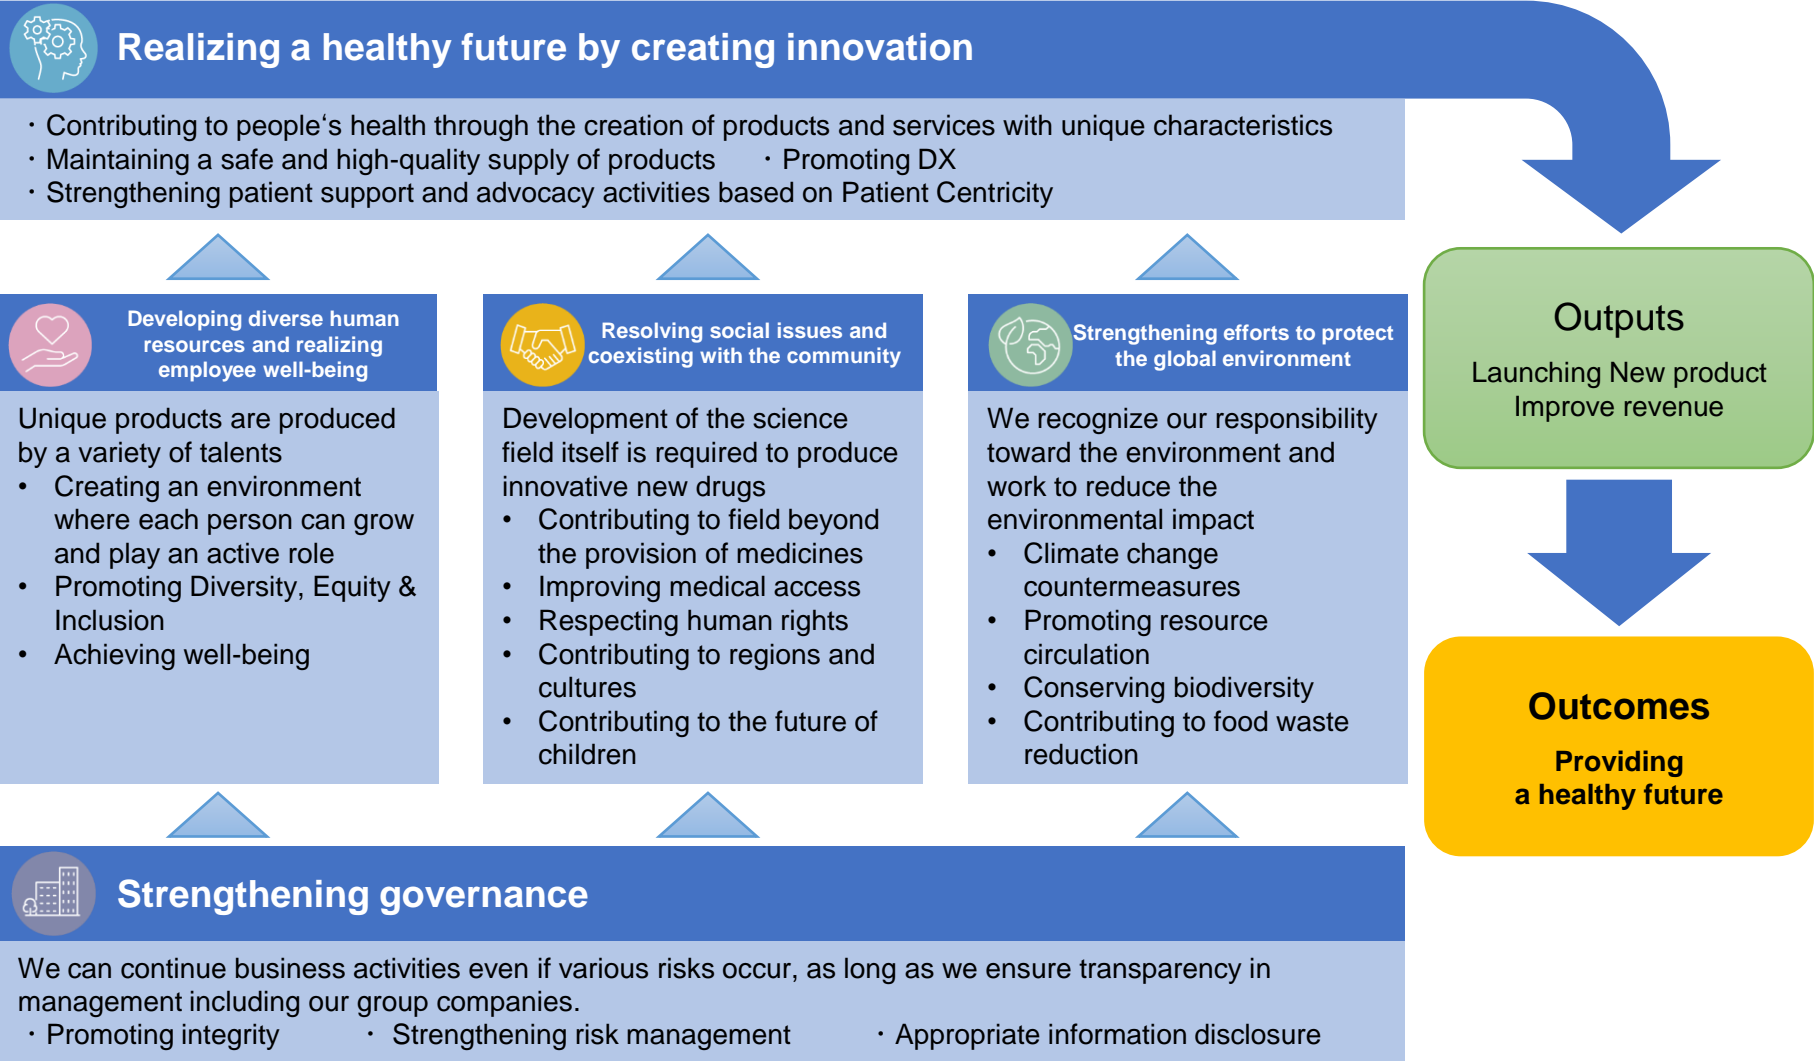 Realizing a healthy future by creating innovation
・Contributing to people‘s health through the creation of products and services with unique characteristics
・Maintaining a safe and high-quality supply of products ・Promoting DX
・Strengthening patient support and advocacy activities based on Patient Centricity
Developing diverse human
resources and realizing
employee well-being
Unique products are produced
by a variety of talents
• Creating an environment
where each person can grow
and play an active role
• Promoting Diversity, Equity &
Inclusion
• Achieving well-being
Resolving social issues and
coexisting with the community
Development of the science
field itself is required to produce
innovative new drugs
• Contributing to field beyond
the provision of medicines
• Improving medical access
• Respecting human rights
• Contributing to regions and
cultures
• Contributing to the future of
children
Strengthening efforts to protect
the global environment
We recognize our responsibility
toward the environment and
work to reduce the
environmental impact
• Climate change
countermeasures
• Promoting resource
circulation
• Conserving biodiversity
• Contributing to food waste
reduction
Strengthening governance
We can continue business activities even if various risks occur, as long as we ensure transparency in
management including our group companies.
・Promoting integrity ・ Strengthening risk management ・Appropriate information disclosure
Outputs
Launching New product
Improve revenue
Outcomes
Providing
a healthy future